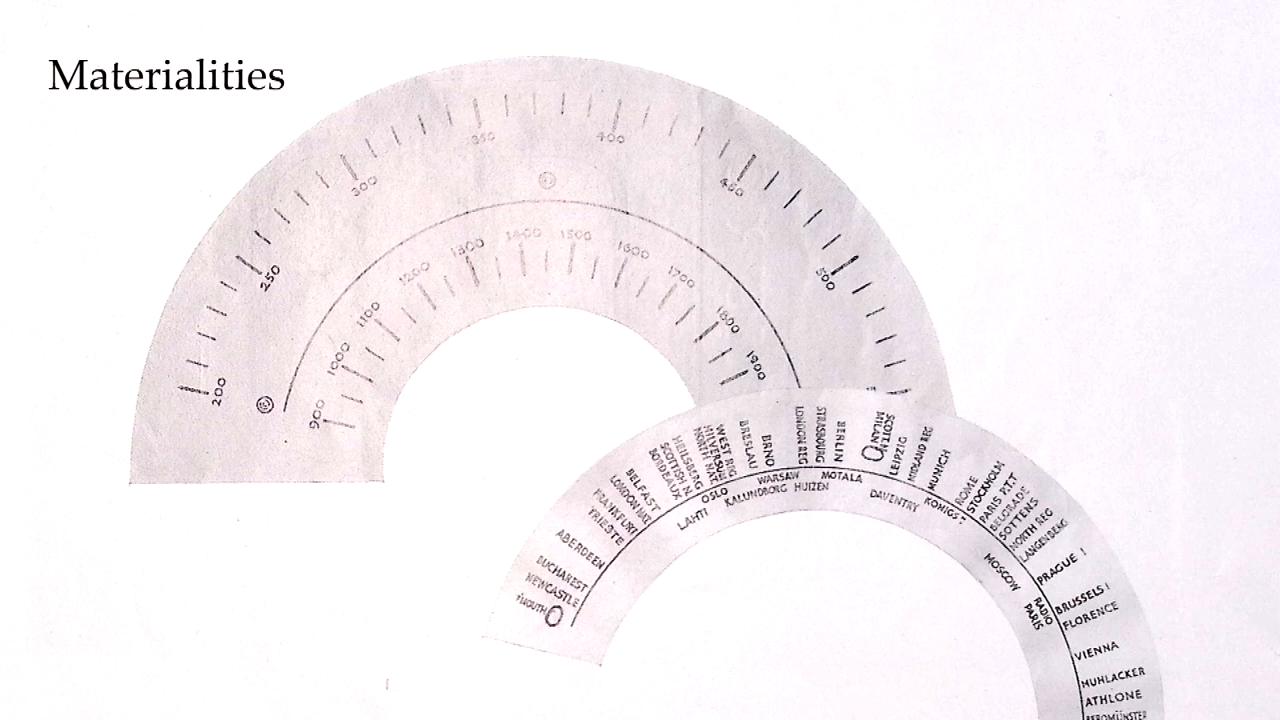 Materialities
200
250
300
350
400
450
500
900
1000
1100
1200
1300
1400
1500
1600
1700
1800
1900
NEWCASTLE
BUCHAREST
ABERDEEN
TRIESTE
FRANKFURT
LONDON NAT
BELFAST
BORDEAUX
SCOTTISH N.
HEILSBERG
NORTH NAT.
HILVERSUM
WEST REG
BRESLAU
BRNO
LONDON REG
STRASBOURG
BERLIN
MILAN
LEIPZIG
MIDLAND REG
MUNICH
ROME
STOCKHOLM
PARIS P.T.T
BELGRADE
SOTTENS
NORTH REG
LANGENBERG
PRAGUE I
BRUSSELS I
FLORENCE
VIENNA
MUHLACKER
ATHLONE
BEROMÜNSTER
LAHTI
OSLO
KALUNDBORG
WARSAW
HUIZEN
MOTALA
DAVENTRY
MOSCOW
RADIO
PARIS